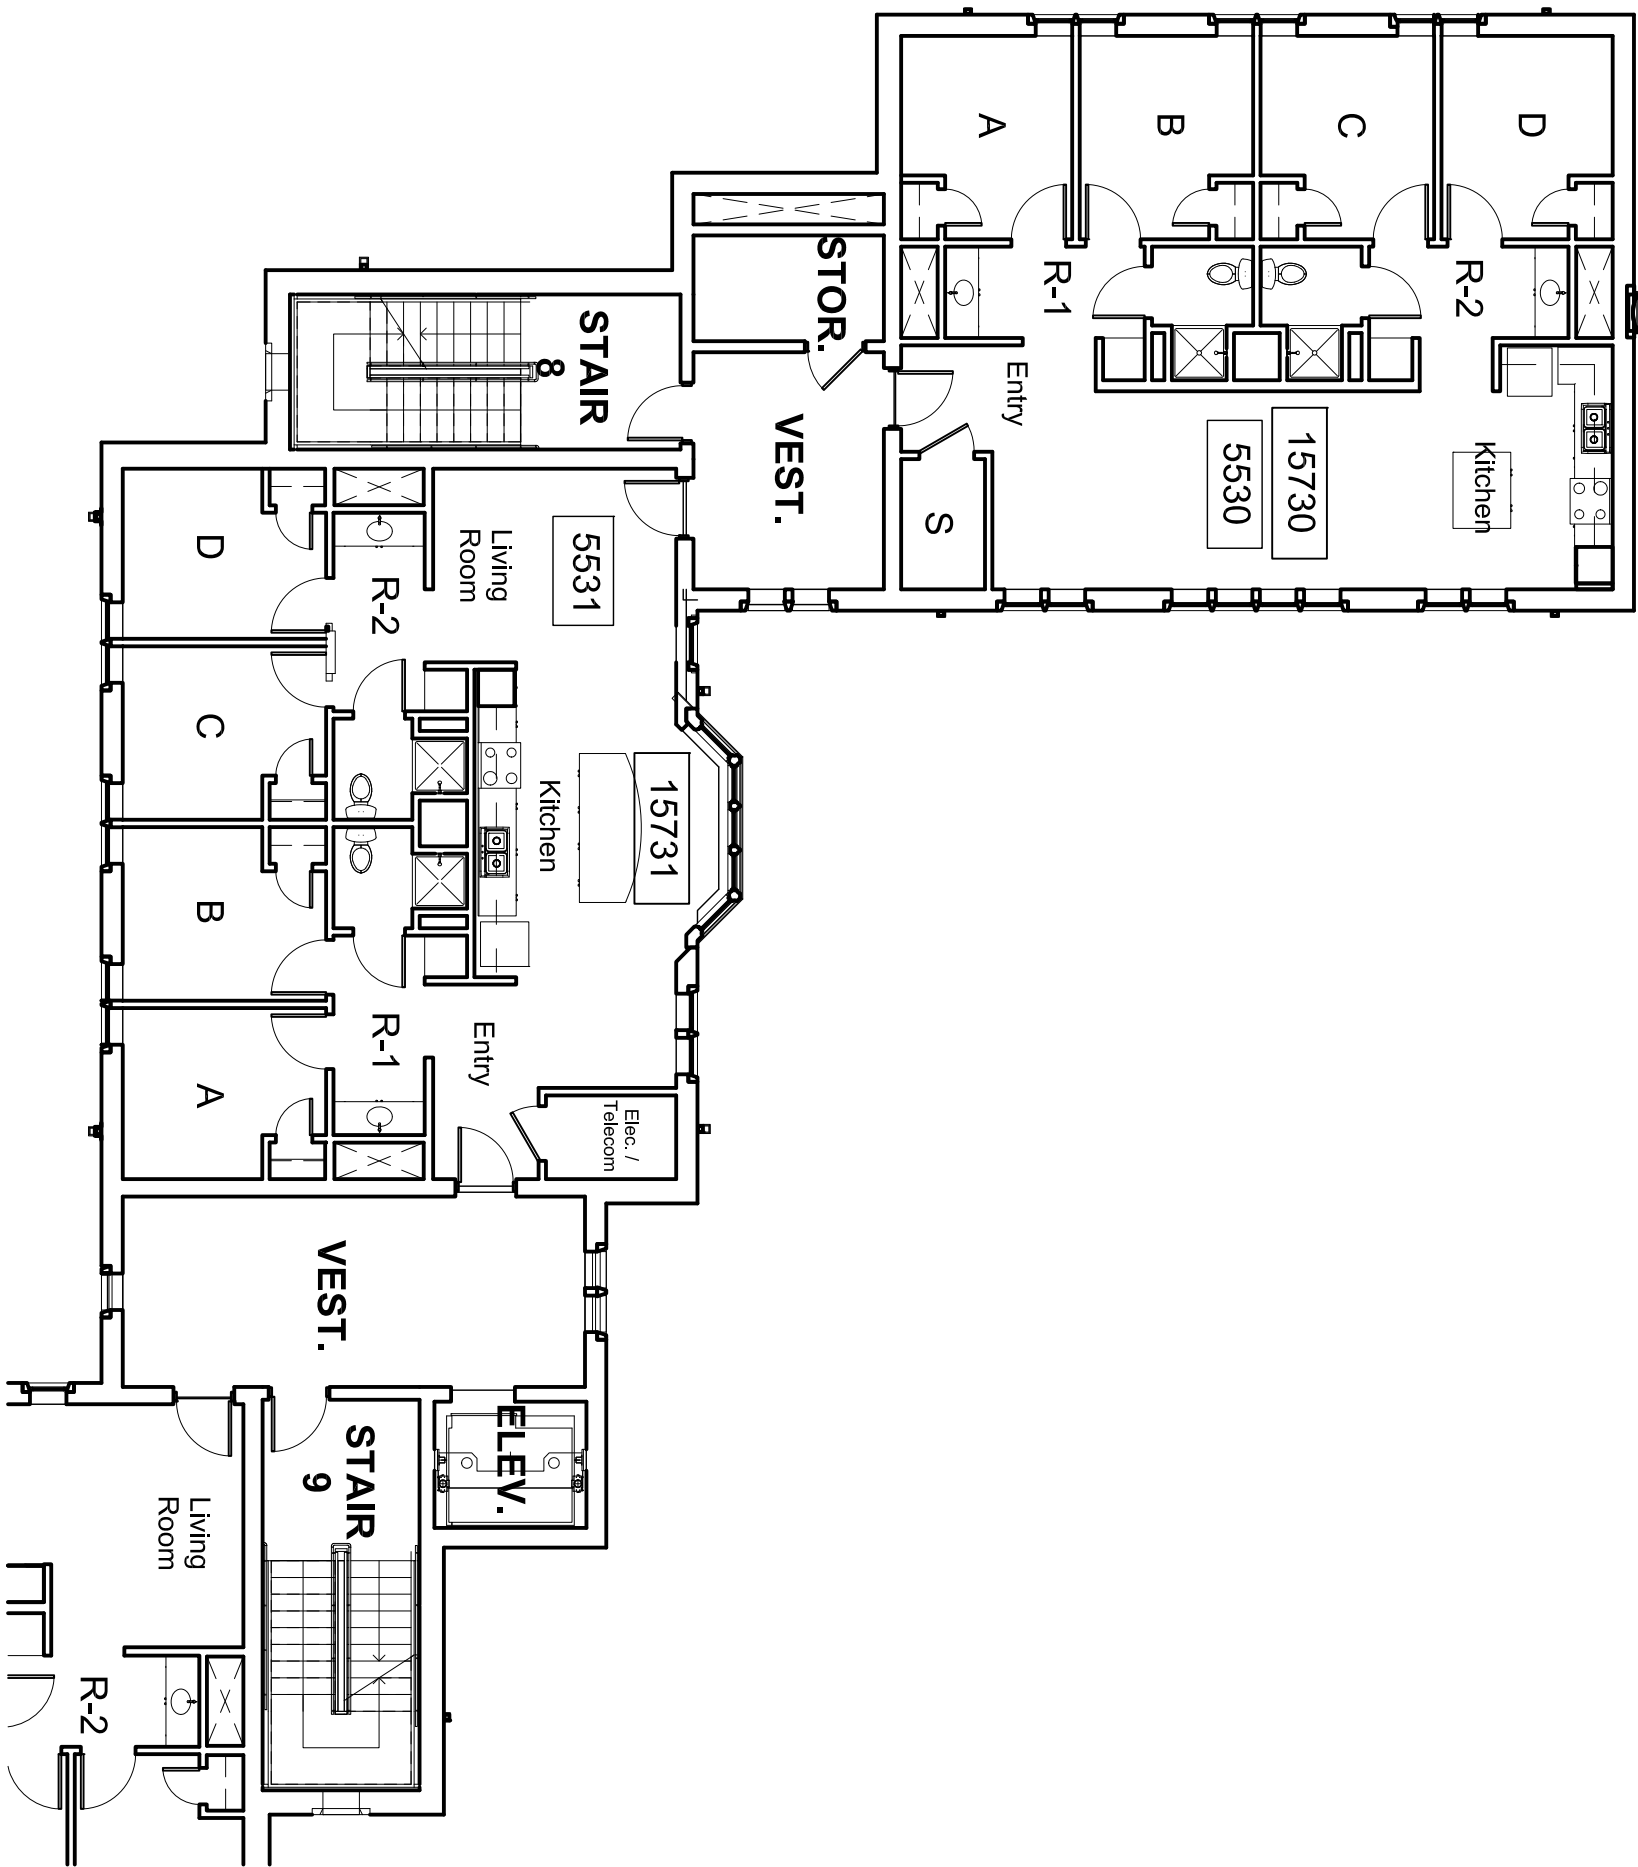 A
B
C
D
R-1
R-2
STOR.
STAIR
8
Entry
VEST.
S
5530
15730
Kitchen
D
C
B
A
R-2
R-1
Living
Room
5531
Kitchen
15731
Entry
Elec. /
Telecom
VEST.
STAIR
9
ELEV.
Living
Room
R-2